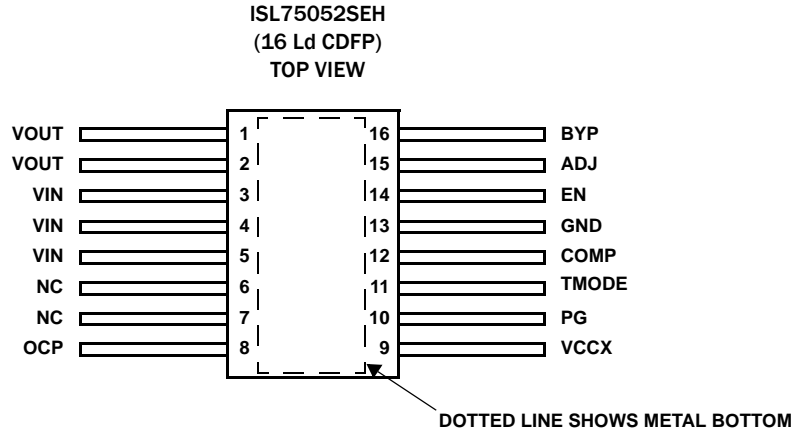 ISL75052SEH
(16 Ld CDFP)
TOP VIEW
VOUT 1 16 BYP
VOUT 2 15 ADJ
VIN 3 14 EN
VIN 4 13 GND
VIN 5 12 COMP
NC 6 11 TMODE
NC 7 10 PG
OCP 8 9 VCCX
DOTTED LINE SHOWS METAL BOTTOM